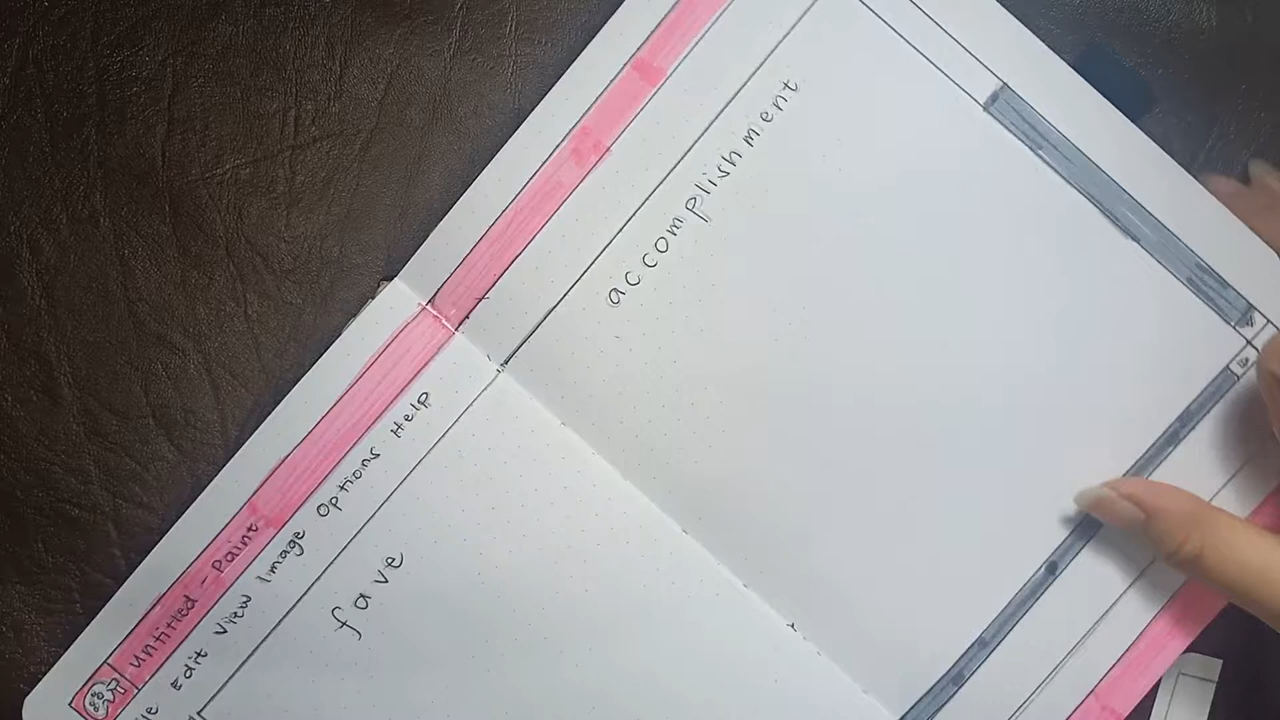 untitled - Paint
Edit View Image Options Help
fave
accomplishment